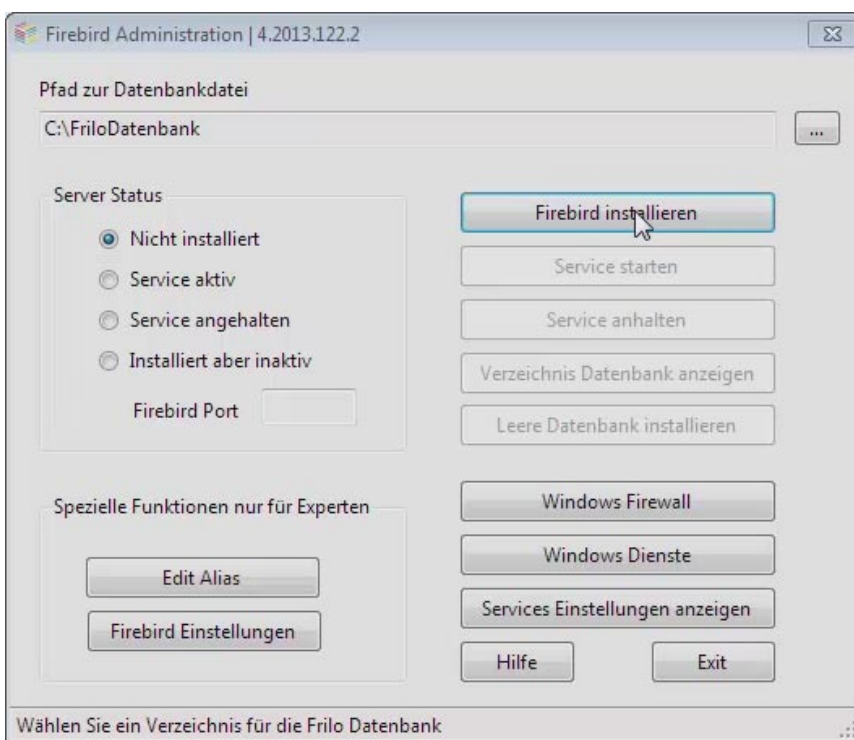 Firebird Administration | 4.2013.122.2
Pfad zur Datenbankdatei
C:\FriloDatenbank
...
Server Status
Nicht installiert
Service aktiv
Service angehalten
Installiert aber inaktiv
Firebird Port
Firebird installieren
Service starten
Service anhalten
Verzeichnis Datenbank anzeigen
Leere Datenbank installieren
Spezielle Funktionen nur für Experten
Edit Alias
Firebird Einstellungen
Windows Firewall
Windows Dienste
Services Einstellungen anzeigen
Hilfe
Exit
Wählen Sie ein Verzeichnis für die Frilo Datenbank